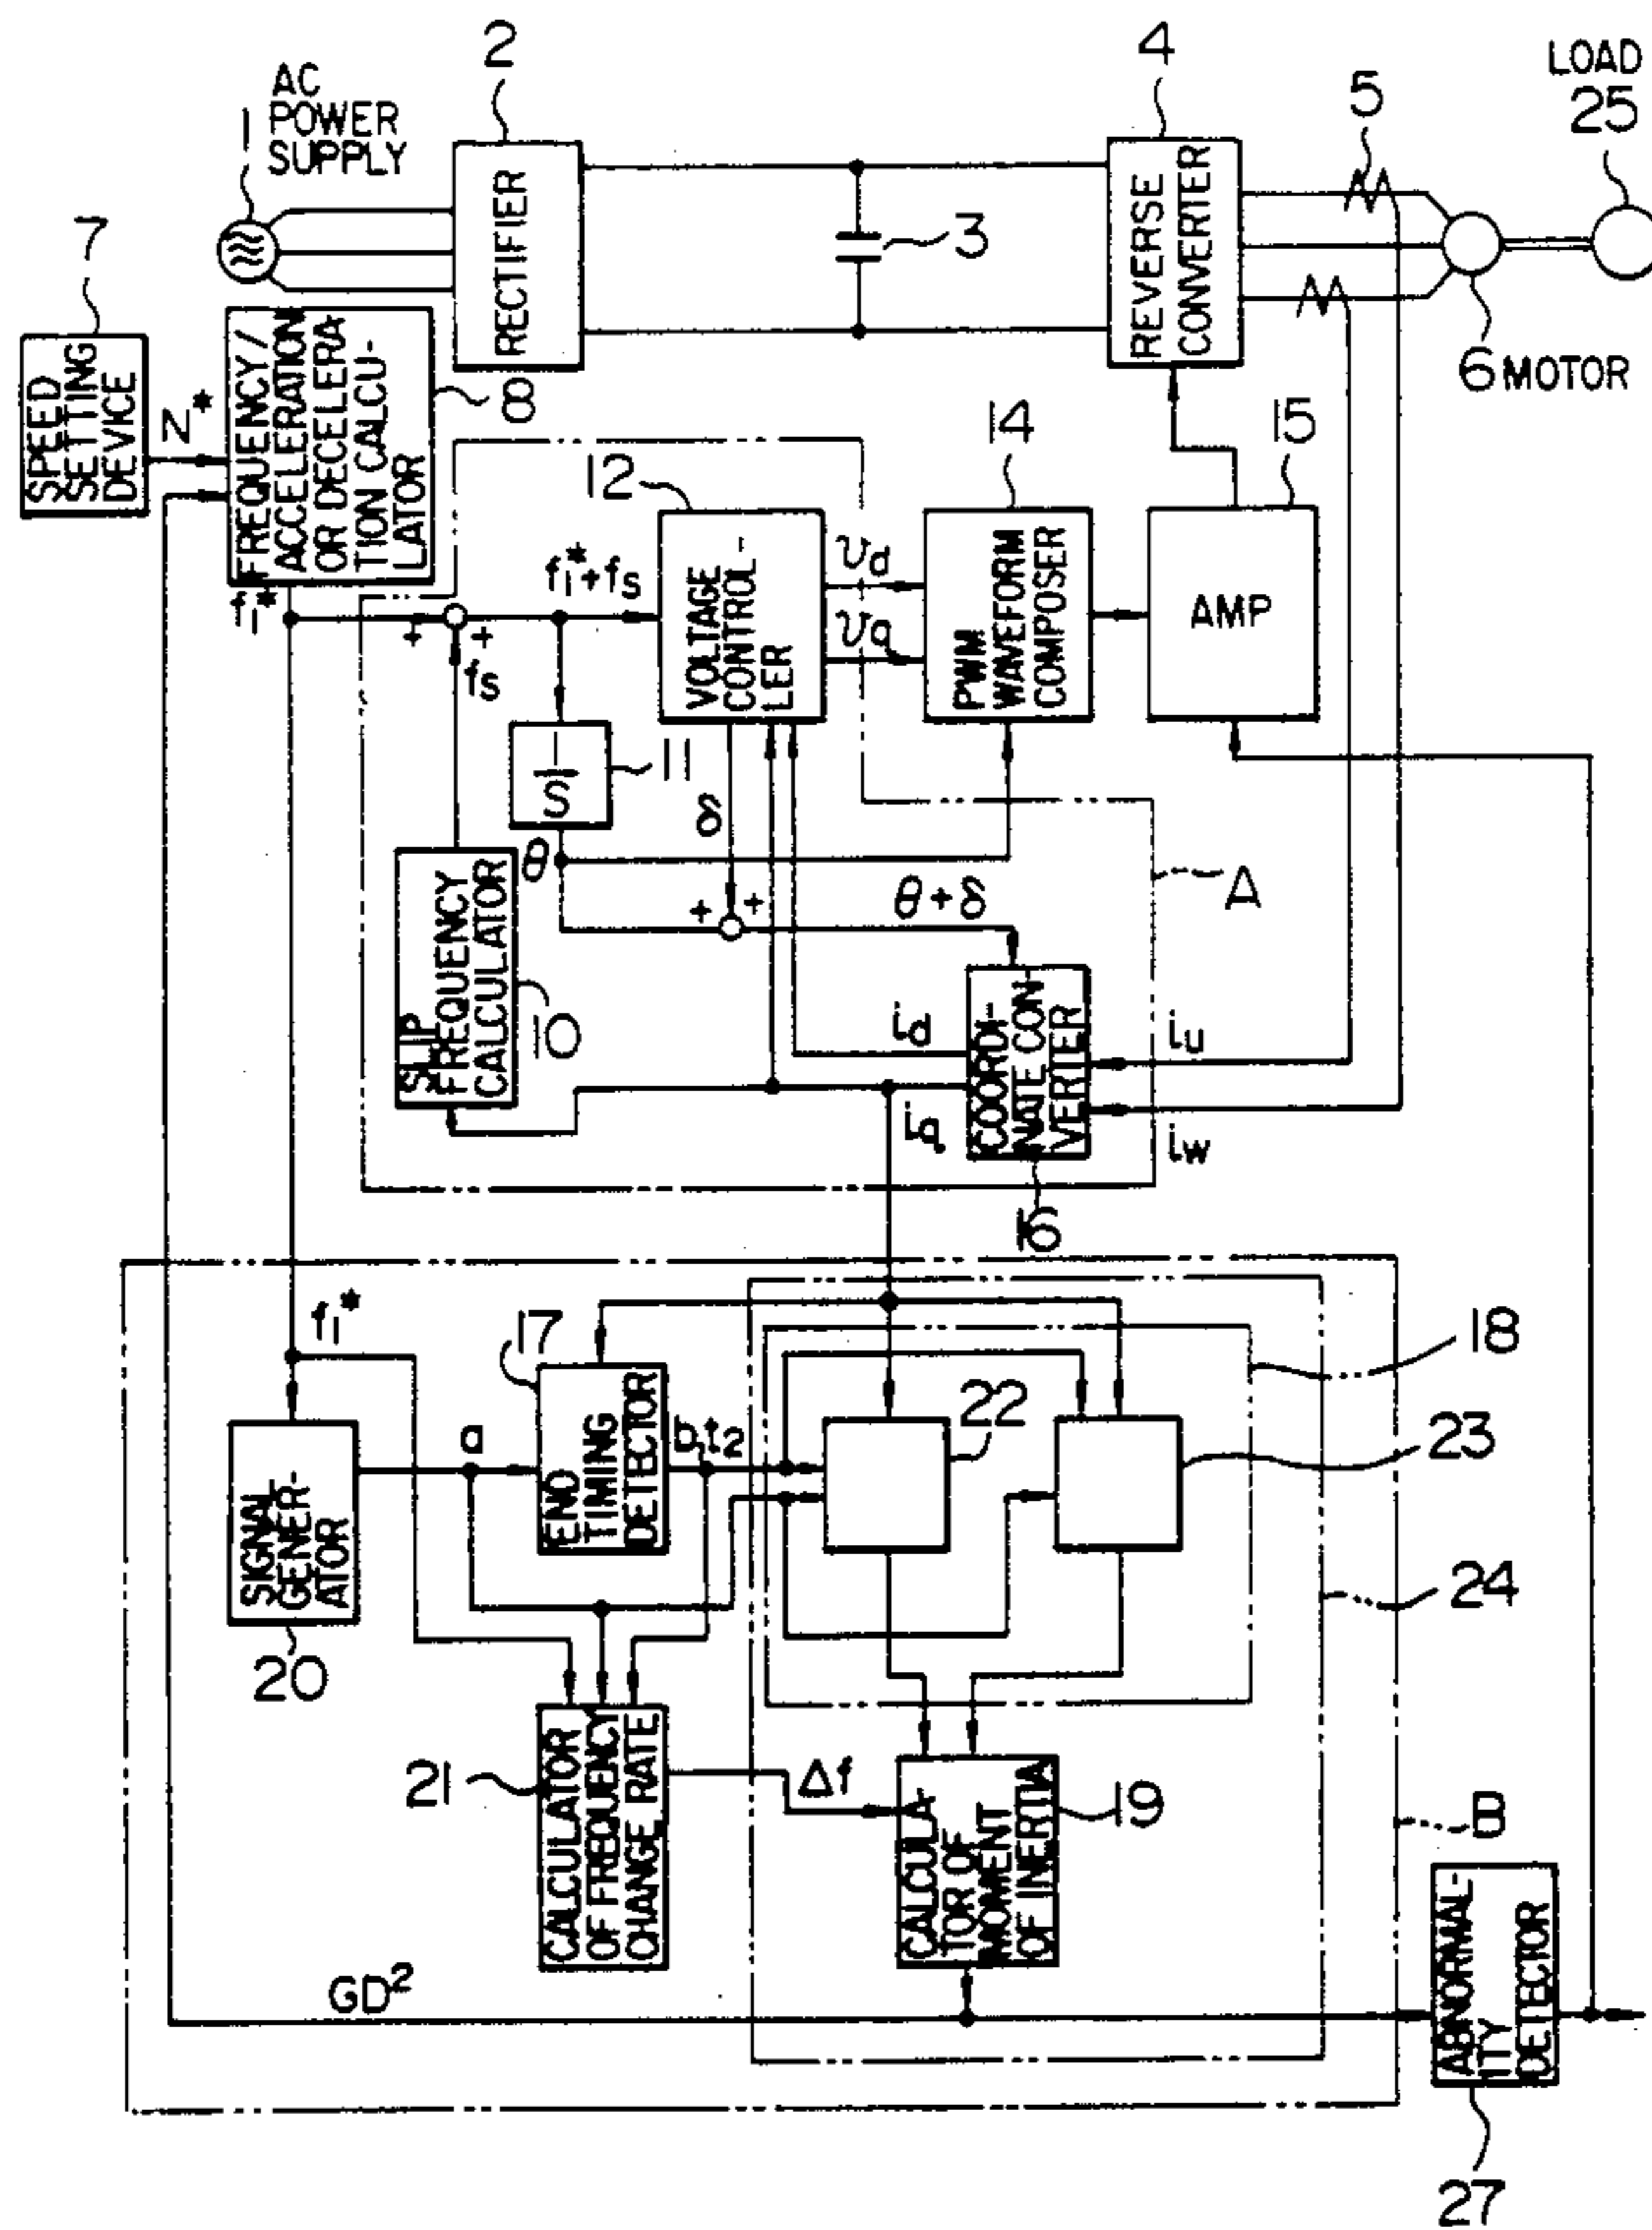 2
4
LOAD
25
5
AC
POWER
SUPPLY
1
RECTIFIER
3
REVERSE
CONVERTER
6 MOTOR
7
SPEED
SETTING
DEVICE
N*
FREQUENCY/
ACCELERATION
OR DECELERA
TION CALCU-
LATOR
8
f₁*
12
14
15
f₁*+fs
+
+
fs
VOLTAGE
CONTROL-
LER
υd
υq
PWM
WAVEFORM
COMPOSER
AMP
1
S
11
δ
θ
+
+
θ+δ
A
SLIP
FREQUENCY
CALCULATOR
10
COORDI-
NATE CON
VERTER
id
iq
iu
iw
16
f₁*
17
18
22
23
a
END
TIMING
DETECTOR
b,t₂
SIGNAL
GENER-
ATOR
20
24
21
CALCULATOR
OF FREQUENCY
CHANGE RATE
Δf
CALCULA
TOR OF
MOMENT
OF INERTIA
19
B
GD²
ABNORMAL-
ITY
DETECTOR
27